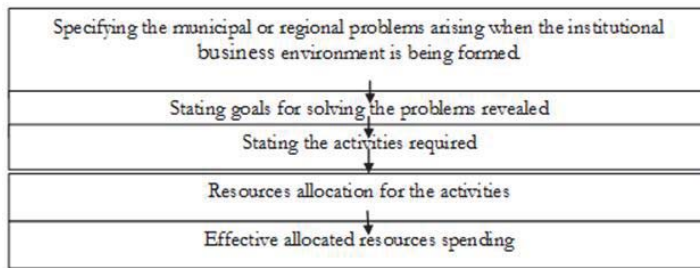 Specifying the municipal or regional problems arising when the institutional
business environment is being formed
Stating goals for solving the problems revealed
Stating the activities required
Resources allocation for the activities
Effective allocated resources spending